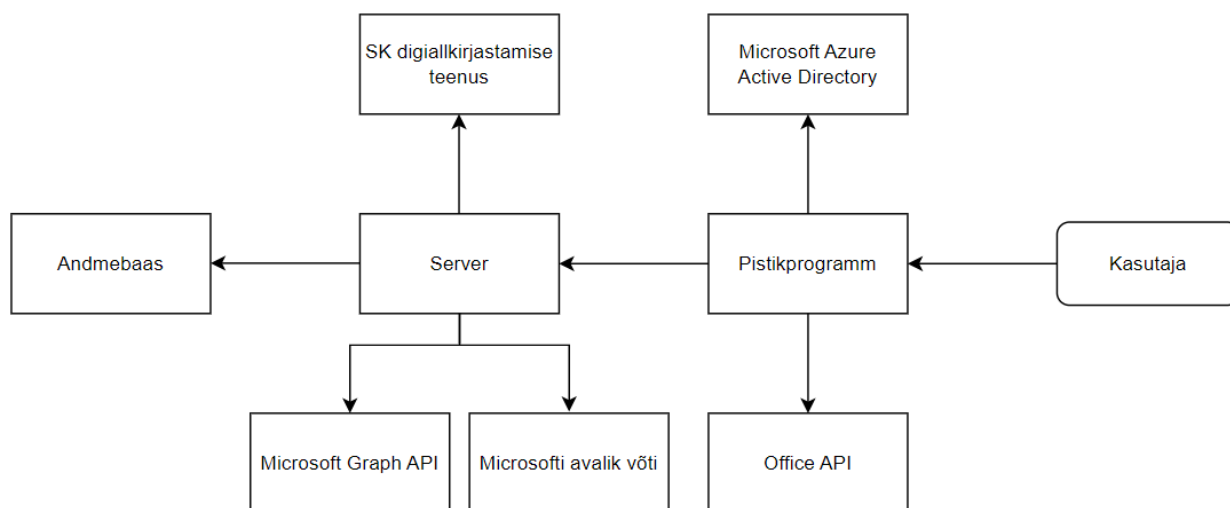 SK digiallkirjastamise
teenus
Microsoft Azure
Active Directory
Andmebaas
Server
Pistikprogramm
Kasutaja
Microsoft Graph API
Microsofti avalik võti
Office API